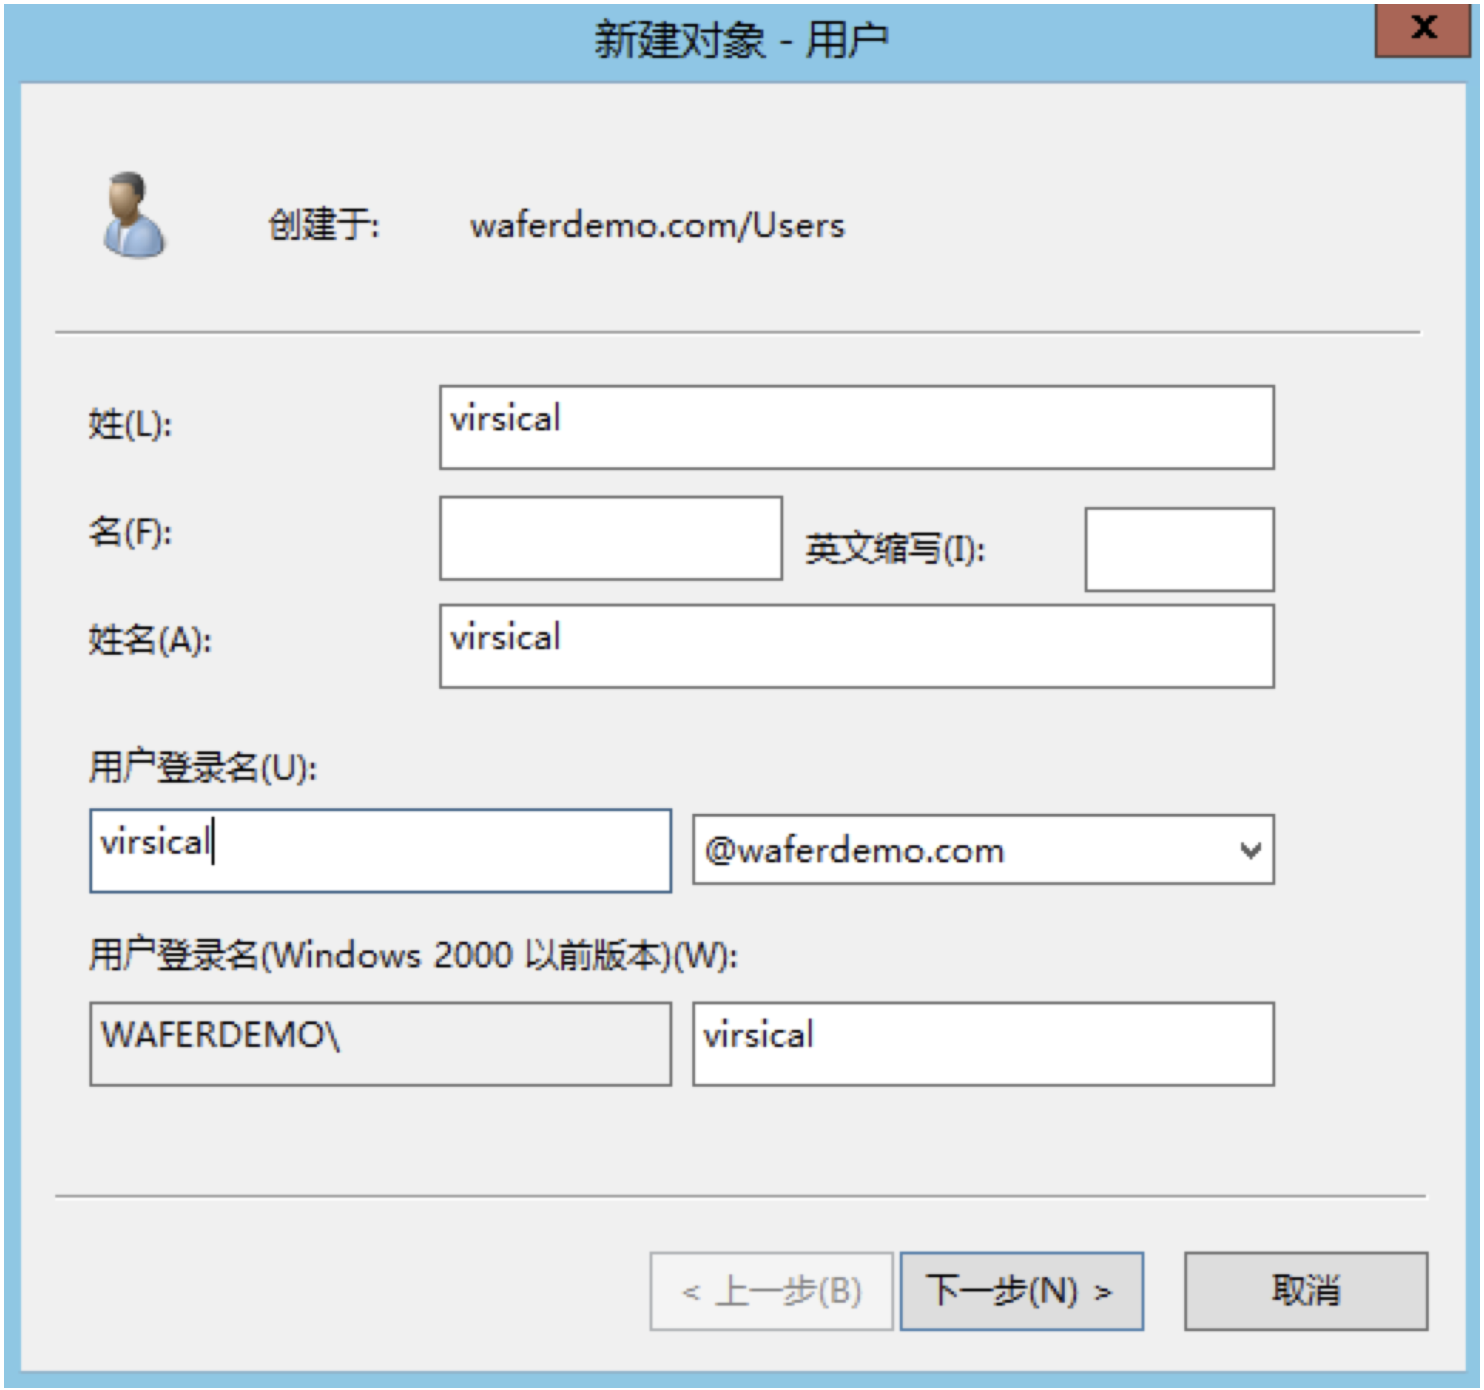 新建对象 - 用户
x
创建于: waferdemo.com/Users
姓(L): virsical
名(F): 英文缩写(I):
姓名(A): virsical
用户登录名(U):
virsical @waferdemo.com
用户登录名(Windows 2000 以前版本)(W):
WAFERDEMO\ virsical
< 上一步(B) 下一步(N) > 取消